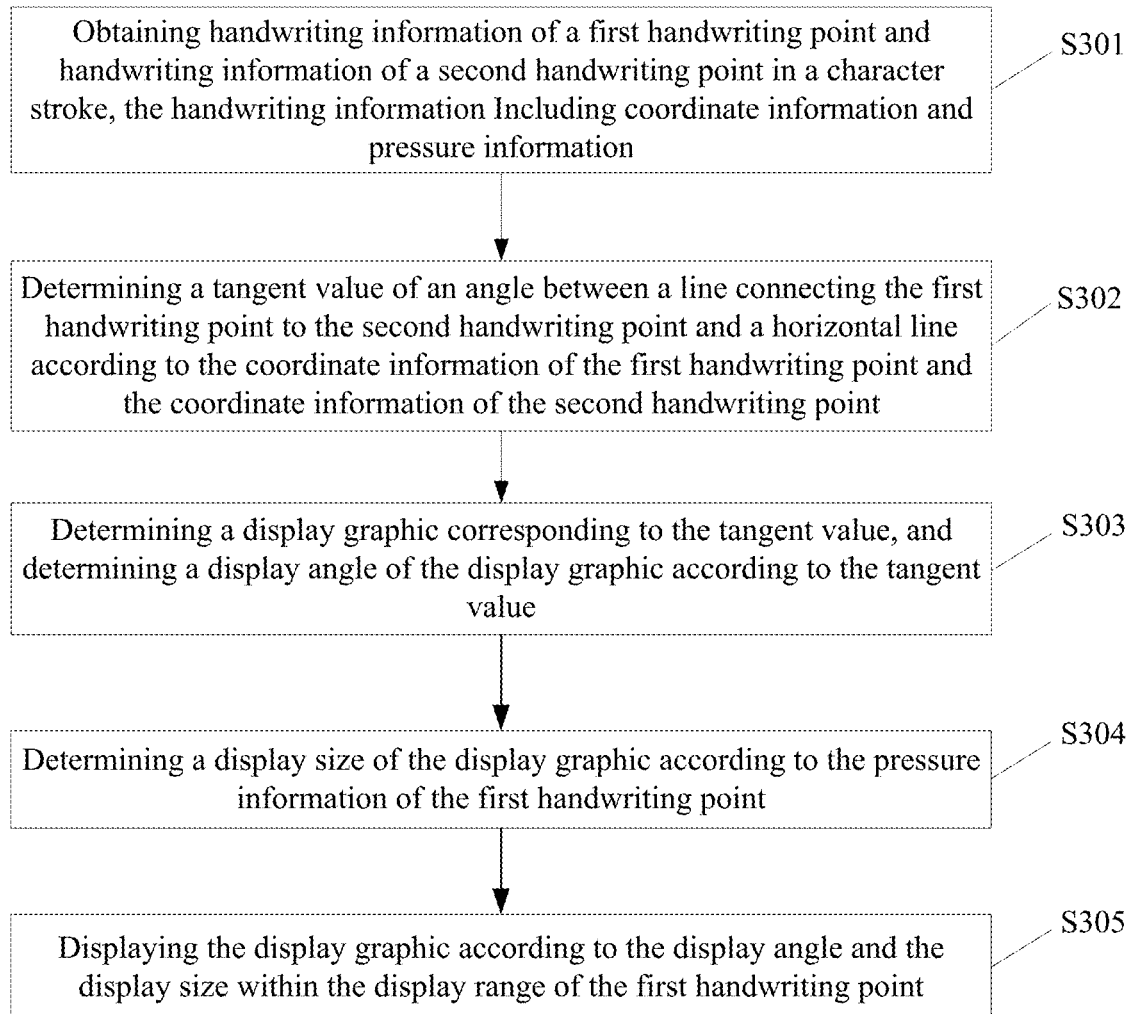 Obtaining handwriting information of a first handwriting point and
handwriting information of a second handwriting point in a character
stroke, the handwriting information Including coordinate information and
pressure information
S301
Determining a tangent value of an angle between a line connecting the first
handwriting point to the second handwriting point and a horizontal line
according to the coordinate information of the first handwriting point and
the coordinate information of the second handwriting point
S302
Determining a display graphic corresponding to the tangent value, and
determining a display angle of the display graphic according to the tangent
value
S303
Determining a display size of the display graphic according to the pressure
information of the first handwriting point
S304
Displaying the display graphic according to the display angle and the
display size within the display range of the first handwriting point
S305